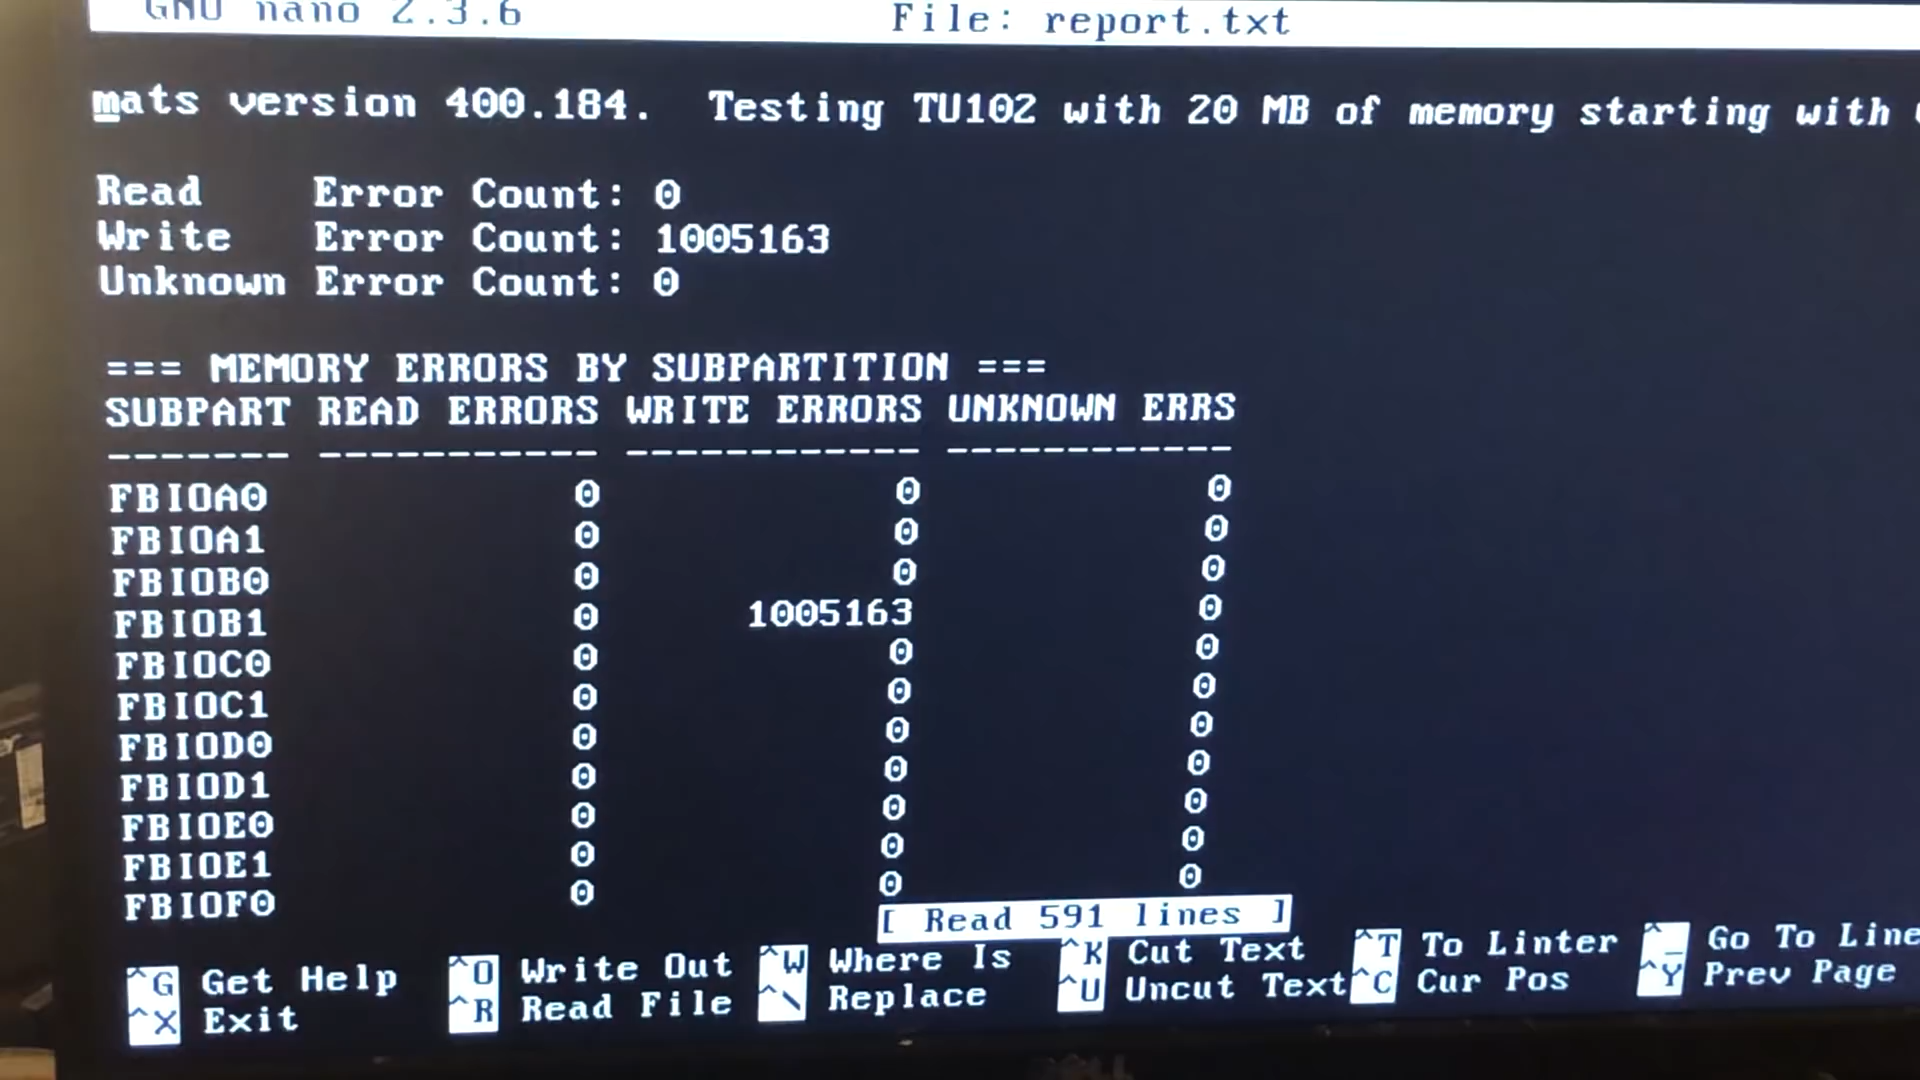 GNU nano 2.3.6 File: report.txt
mats version 400.184. Testing TU102 with 20 MB of memory starting with
Read Error Count: 0
Write Error Count: 1005163
Unknown Error Count: 0
=== MEMORY ERRORS BY SUBPARTITION ===
SUBPART READ ERRORS WRITE ERRORS UNKNOWN ERRS
------- ----------- ------------ ------------
FBIOA0 0 0 0
FBIOA1 0 0 0
FBIOB0 0 0 0
FBIOB1 0 1005163 0
FBIOC0 0 0 0
FBIOC1 0 0 0
FBIOD0 0 0 0
FBIOD1 0 0 0
FBIOE0 0 0 0
FBIOE1 0 0 0
FBIOF0 0 0 0
[ Read 591 lines ]
^G Get Help ^O Write Out ^W Where Is ^K Cut Text ^T To Linter ^_ Go To Line
^X Exit ^R Read File ^\ Replace ^U Uncut Text ^C Cur Pos ^Y Prev Page